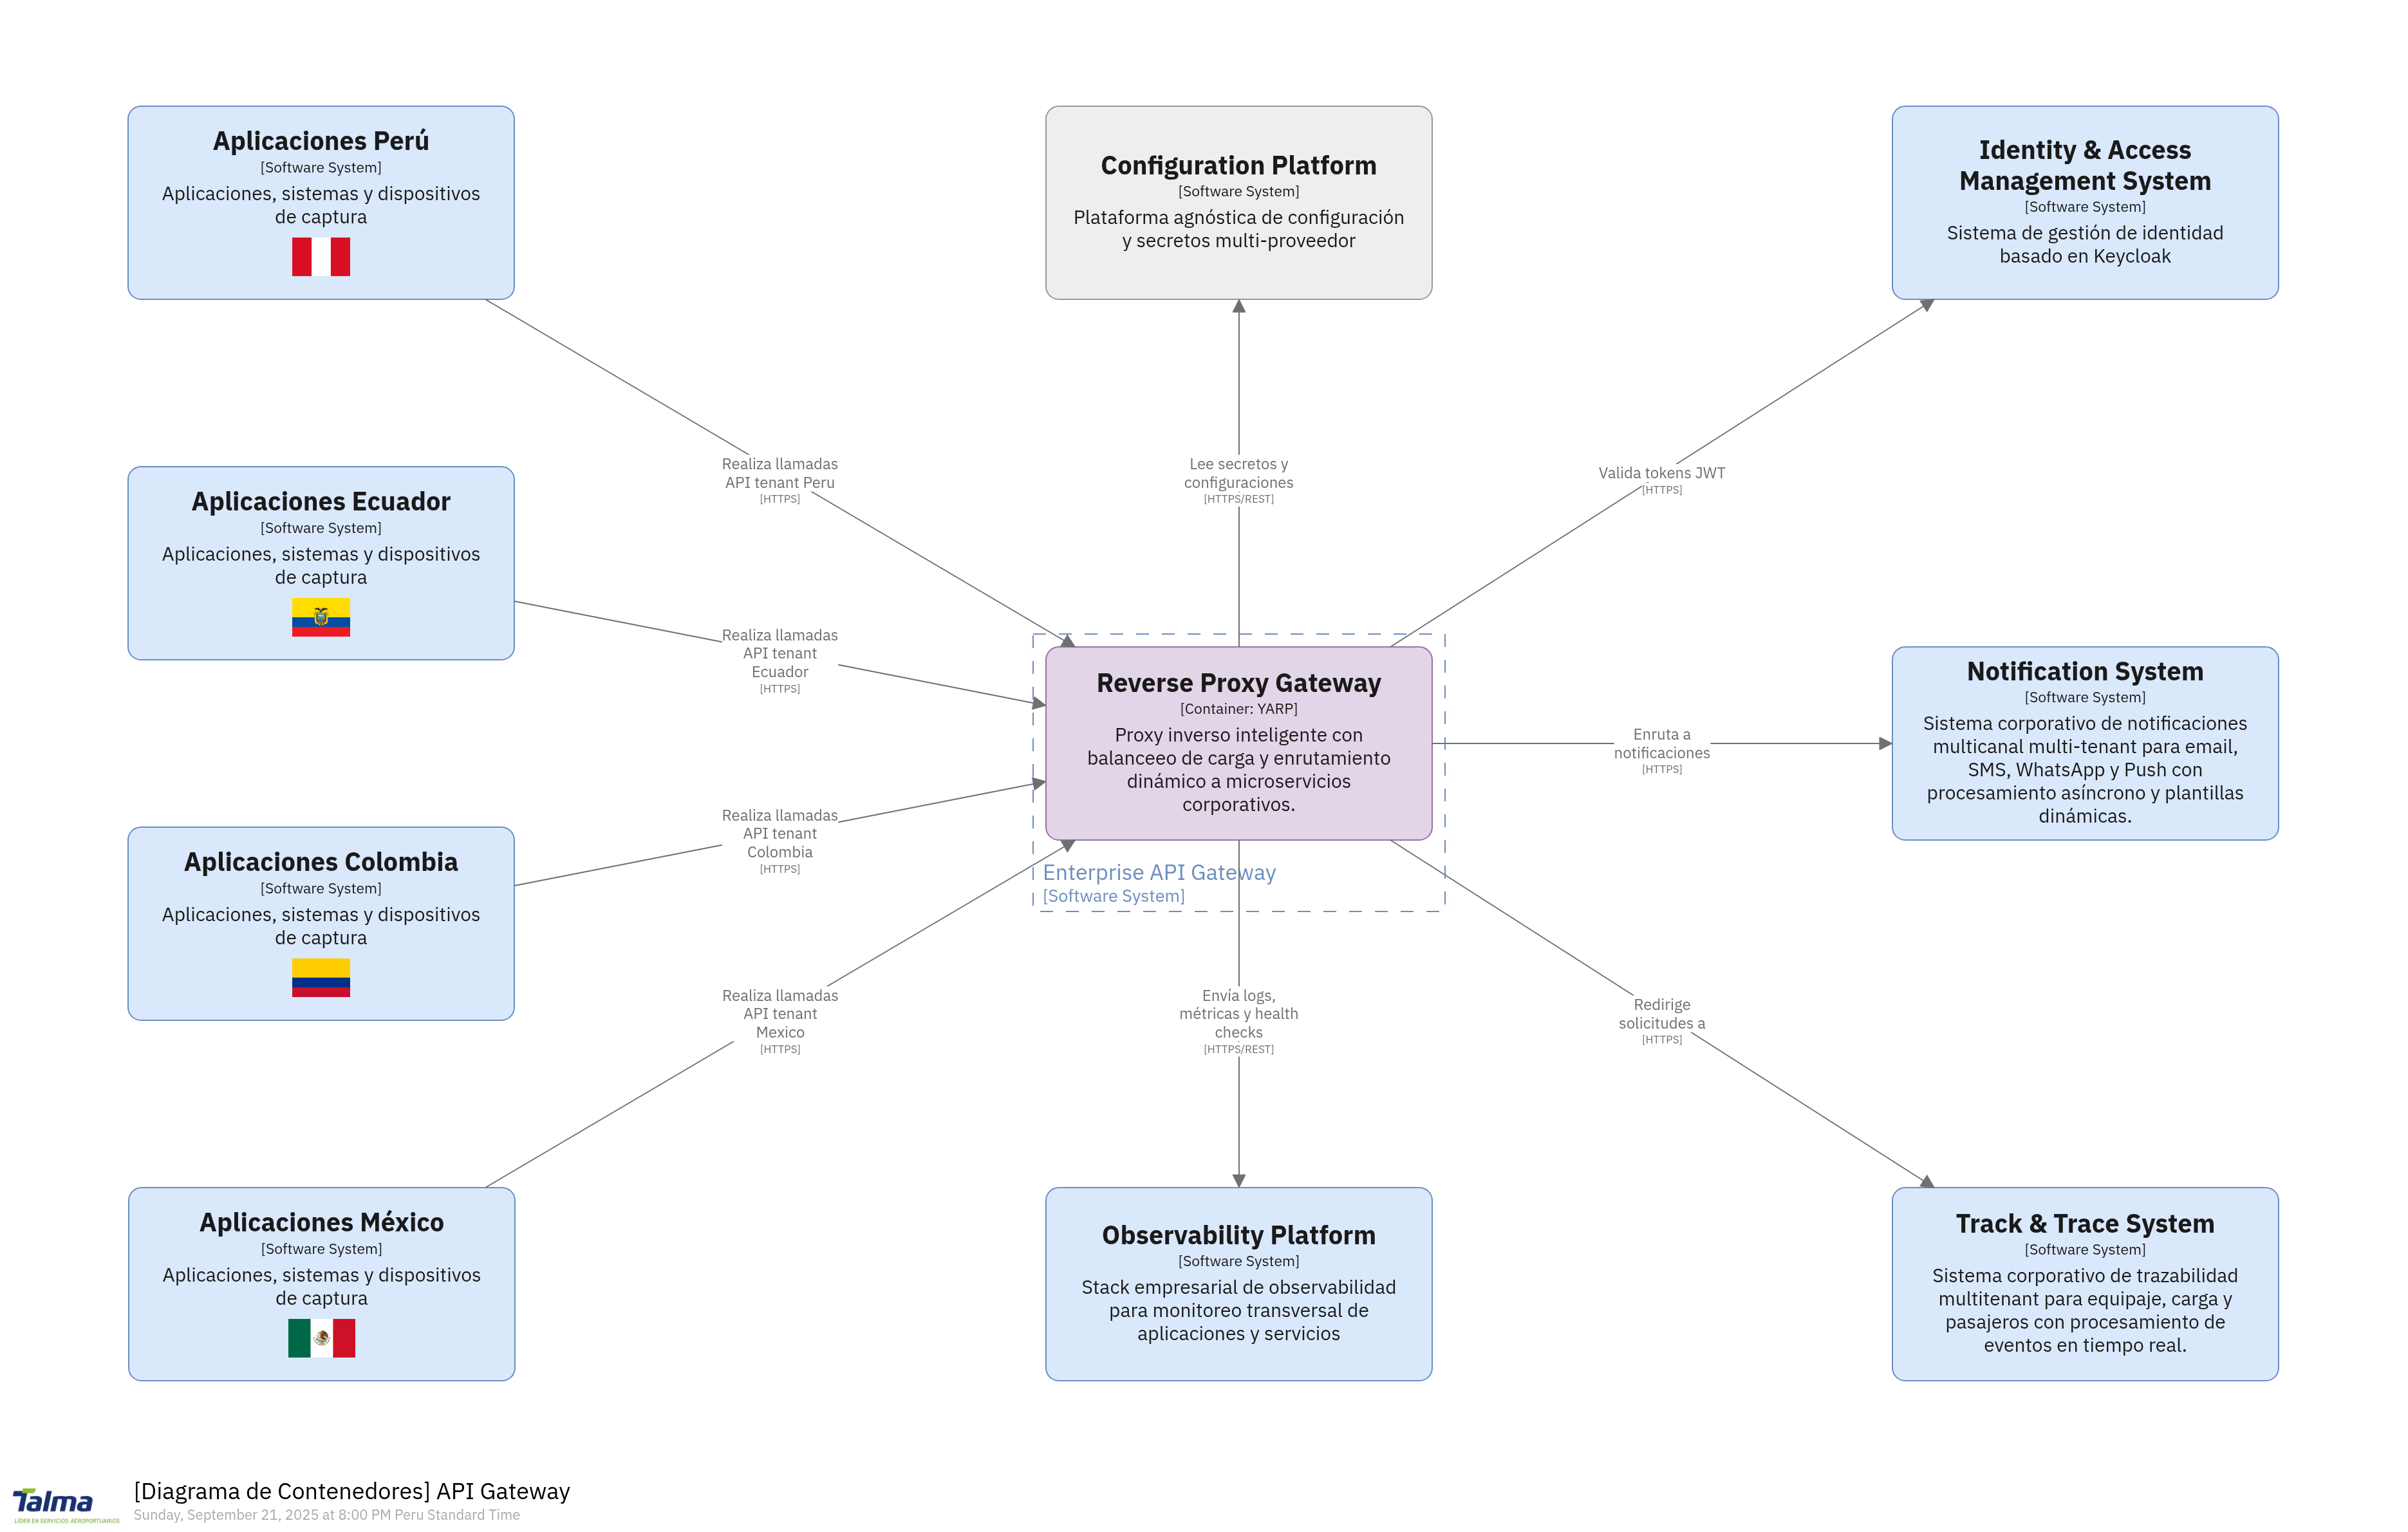 Aplicaciones Perú
[Software System]
Aplicaciones, sistemas y dispositivos
de captura
Configuration Platform
[Software System]
Plataforma agnóstica de configuración
y secretos multi-proveedor
Identity & Access
Management System
[Software System]
Sistema de gestión de identidad
basado en Keycloak
Realiza llamadas
API tenant Peru
[HTTPS]
Lee secretos y
configuraciones
[HTTPS/REST]
Valida tokens JWT
[HTTPS]
Aplicaciones Ecuador
[Software System]
Aplicaciones, sistemas y dispositivos
de captura
Realiza llamadas
API tenant
Ecuador
[HTTPS]
Reverse Proxy Gateway
[Container: YARP]
Proxy inverso inteligente con
balanceeo de carga y enrutamiento
dinámico a microservicios
corporativos.
Enterprise API Gateway
[Software System]
Enruta a
notificaciones
[HTTPS]
Notification System
[Software System]
Sistema corporativo de notificaciones
multicanal multi-tenant para email,
SMS, WhatsApp y Push con
procesamiento asíncrono y plantillas
dinámicas.
Aplicaciones Colombia
[Software System]
Aplicaciones, sistemas y dispositivos
de captura
Realiza llamadas
API tenant
Colombia
[HTTPS]
Realiza llamadas
API tenant
Mexico
[HTTPS]
Envía logs,
métricas y health
checks
[HTTPS/REST]
Redirige
solicitudes a
[HTTPS]
Aplicaciones México
[Software System]
Aplicaciones, sistemas y dispositivos
de captura
Observability Platform
[Software System]
Stack empresarial de observabilidad
para monitoreo transversal de
aplicaciones y servicios
Track & Trace System
[Software System]
Sistema corporativo de trazabilidad
multitenant para equipaje, carga y
pasajeros con procesamiento de
eventos en tiempo real.
Talma
LÍDER EN SERVICIOS AEROPORTUARIOS
[Diagrama de Contenedores] API Gateway
Sunday, September 21, 2025 at 8:00 PM Peru Standard Time